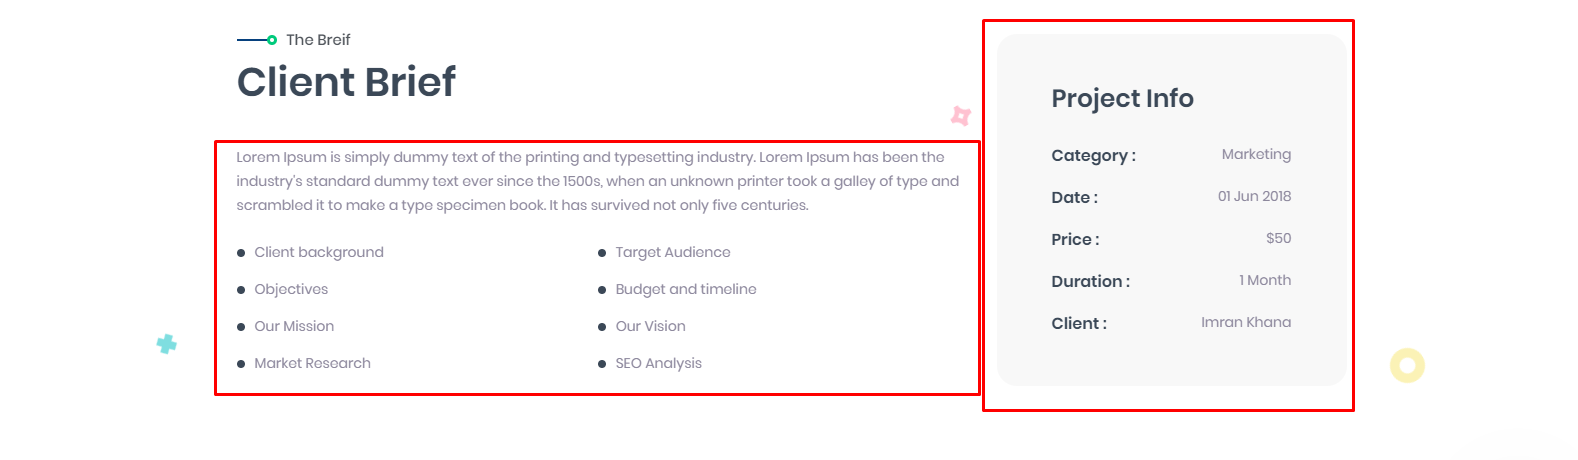 The Breif
Client Brief
Lorem Ipsum is simply dummy text of the printing and typesetting industry. Lorem Ipsum has been the
industry's standard dummy text ever since the 1500s, when an unknown printer took a galley of type and
scrambled it to make a type specimen book. It has survived not only five centuries.
Client background
Objectives
Our Mission
Market Research
Target Audience
Budget and timeline
Our Vision
SEO Analysis
Project Info
Category : Marketing
Date : 01 Jun 2018
Price : $50
Duration : 1 Month
Client : Imran Khana